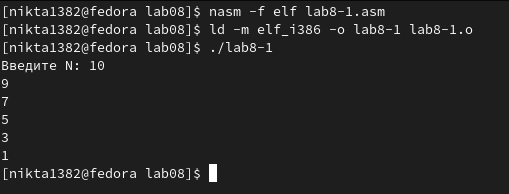 [nikta1382@fedora lab08]$ nasm -f elf lab8-1.asm
[nikta1382@fedora lab08]$ ld -m elf_i386 -o lab8-1 lab8-1.o
[nikta1382@fedora lab08]$ ./lab8-1
Введите N: 10
9
7
5
3
1
[nikta1382@fedora lab08]$